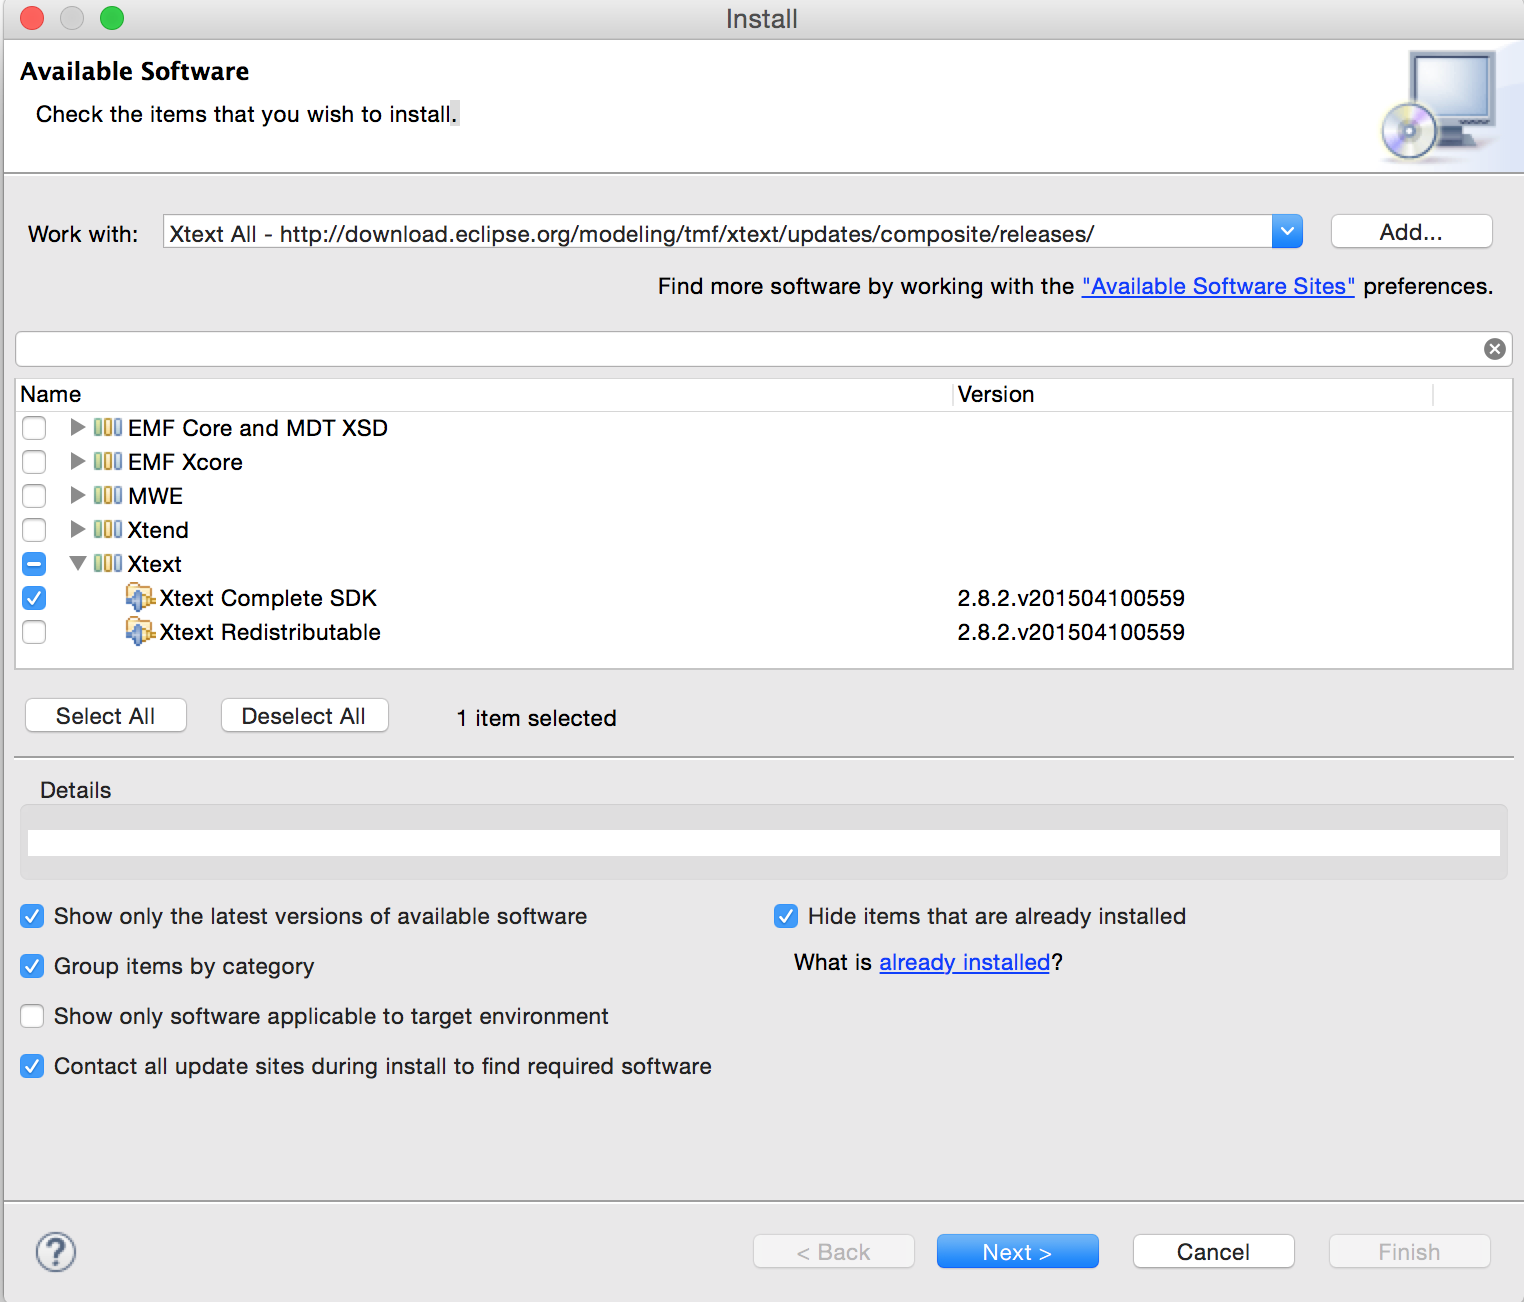 Install
Available Software
Check the items that you wish to install.
Work with: Xtext All - http://download.eclipse.org/modeling/tmf/xtext/updates/composite/releases/ Add...
Find more software by working with the "Available Software Sites" preferences.
Name Version
EMF Core and MDT XSD
EMF Xcore
MWE
Xtend
Xtext
Xtext Complete SDK 2.8.2.v201504100559
Xtext Redistributable 2.8.2.v201504100559
Select All Deselect All 1 item selected
Details
Show only the latest versions of available software Hide items that are already installed
Group items by category What is already installed?
Show only software applicable to target environment
Contact all update sites during install to find required software
? < Back Next > Cancel Finish